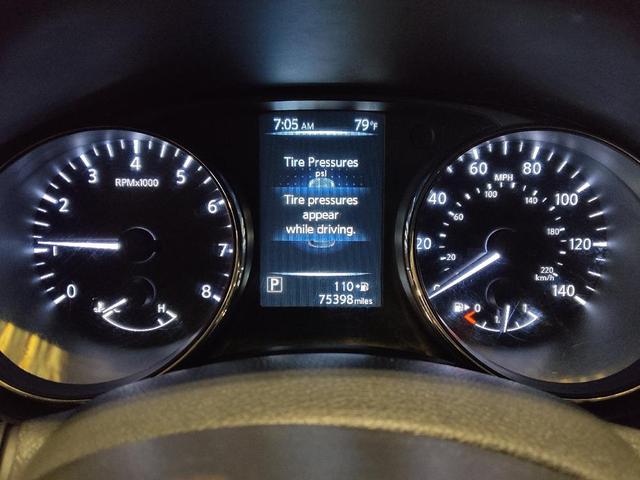 7:05 AM 79°F
Tire Pressures
psi
Tire pressures
appear
while driving.
P 110
75398 miles
RPMx1000
0
1
2
3
4
5
6
7
8
H
MPH
0
20
40
60
80
100
120
140
20
60
100
140
180
220
km/h
0
1